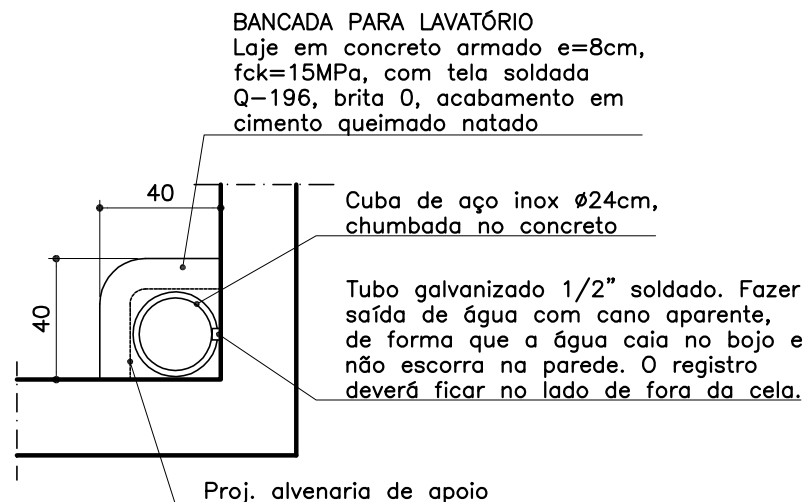 BANCADA PARA LAVATÓRIO
Laje em concreto armado e=8cm,
fck=15MPa, com tela soldada
Q-196, brita 0, acabamento em
cimento queimado natado
40
Cuba de aço inox ø24cm,
chumbada no concreto
40
Tubo galvanizado 1/2" soldado. Fazer
saída de água com cano aparente,
de forma que a água caia no bojo e
não escorra na parede. O registro
deverá ficar no lado de fora da cela.
Proj. alvenaria de apoio